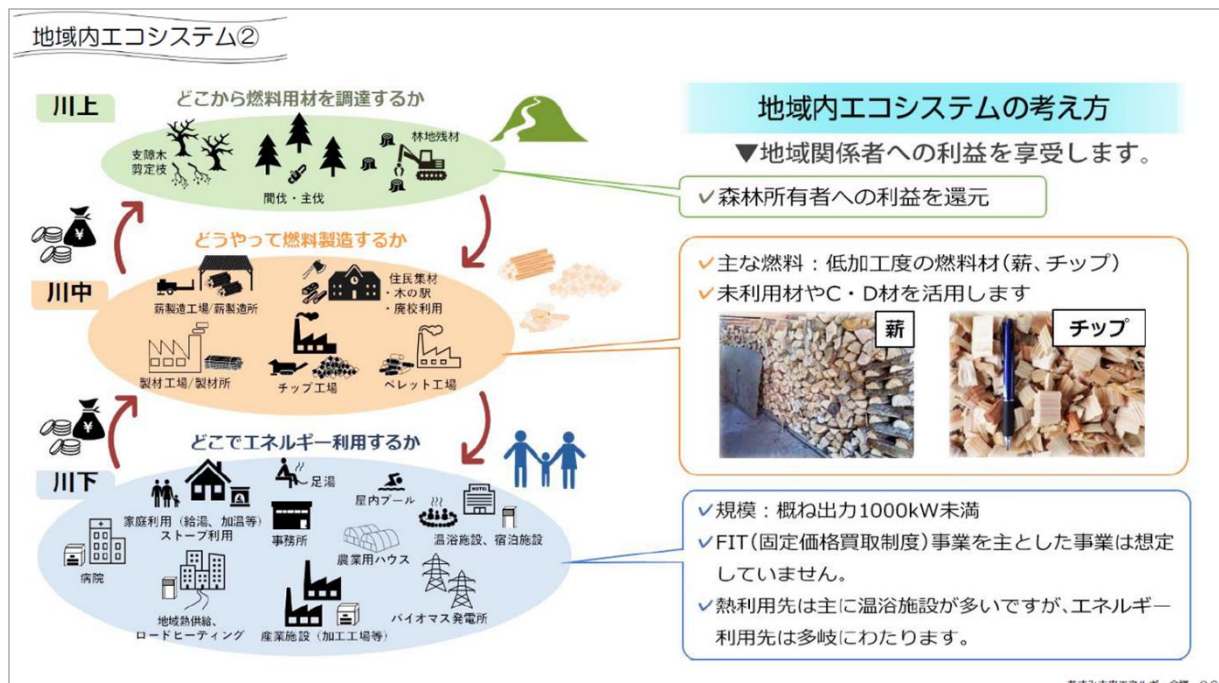 地域内エコシステム②
川上
どこから燃料用材を調達するか
支障木
剪定枝
間伐・主伐
林地残材
川中
どうやって燃料製造するか
薪製造工場/薪製造所
住民集材
・木の駅
・廃校利用
製材工場/製材所
チップ工場
ペレット工場
川下
どこでエネルギー利用するか
家庭利用（給湯、加温等）
ストーブ利用
足湯
事務所
屋内プール
農業用ハウス
HOTEL
温浴施設、宿泊施設
病院
地域熱供給、
ロードヒーティング
産業施設（加工工場等）
バイオマス発電所
¥
¥
地域内エコシステムの考え方
▼地域関係者への利益を享受します。
✓森林所有者への利益を還元
✓主な燃料：低加工度の燃料材（薪、チップ）
✓未利用材やC・D材を活用します
薪
チップ
✓規模：概ね出力1000kW未満
✓FIT（固定価格買取制度）事業を主とした事業は想定
していません。
✓熱利用先は主に温浴施設が多いですが、エネルギー
利用先は多岐にわたります。